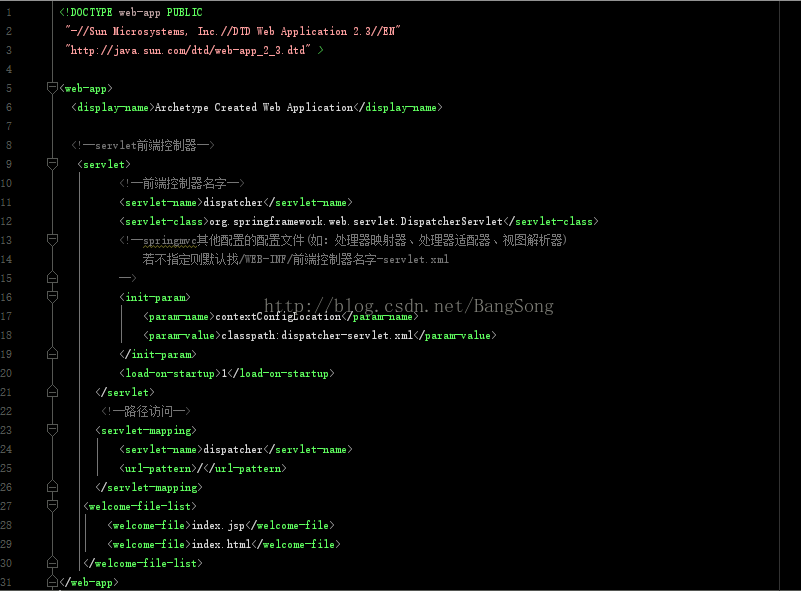 1 <!DOCTYPE web-app PUBLIC
2 "-//Sun Microsystems, Inc.//DTD Web Application 2.3//EN"
3 "http://java.sun.com/dtd/web-app_2_3.dtd" >
4
5 <web-app>
6 <display-name>Archetype Created Web Application</display-name>
7
8 <!--servlet前端控制器-->
9 <servlet>
10 <!--前端控制器名字-->
11 <servlet-name>dispatcher</servlet-name>
12 <servlet-class>org.springframework.web.servlet.DispatcherServlet</servlet-class>
13 <!--springmvc其他配置的配置文件(如：处理器映射器、处理器适配器、视图解析器)
14 若不指定则默认找/WEB-INF/前端控制器名字-servlet.xml
15 -->
16 <init-param>
http://blog.csdn.net/BangSong
17 <param-name>contextConfigLocation</param-name>
18 <param-value>classpath:dispatcher-servlet.xml</param-value>
19 </init-param>
20 <load-on-startup>1</load-on-startup>
21 </servlet>
22 <!--路径访问-->
23 <servlet-mapping>
24 <servlet-name>dispatcher</servlet-name>
25 <url-pattern>/</url-pattern>
26 </servlet-mapping>
27 <welcome-file-list>
28 <welcome-file>index.jsp</welcome-file>
29 <welcome-file>index.html</welcome-file>
30 </welcome-file-list>
31 </web-app>